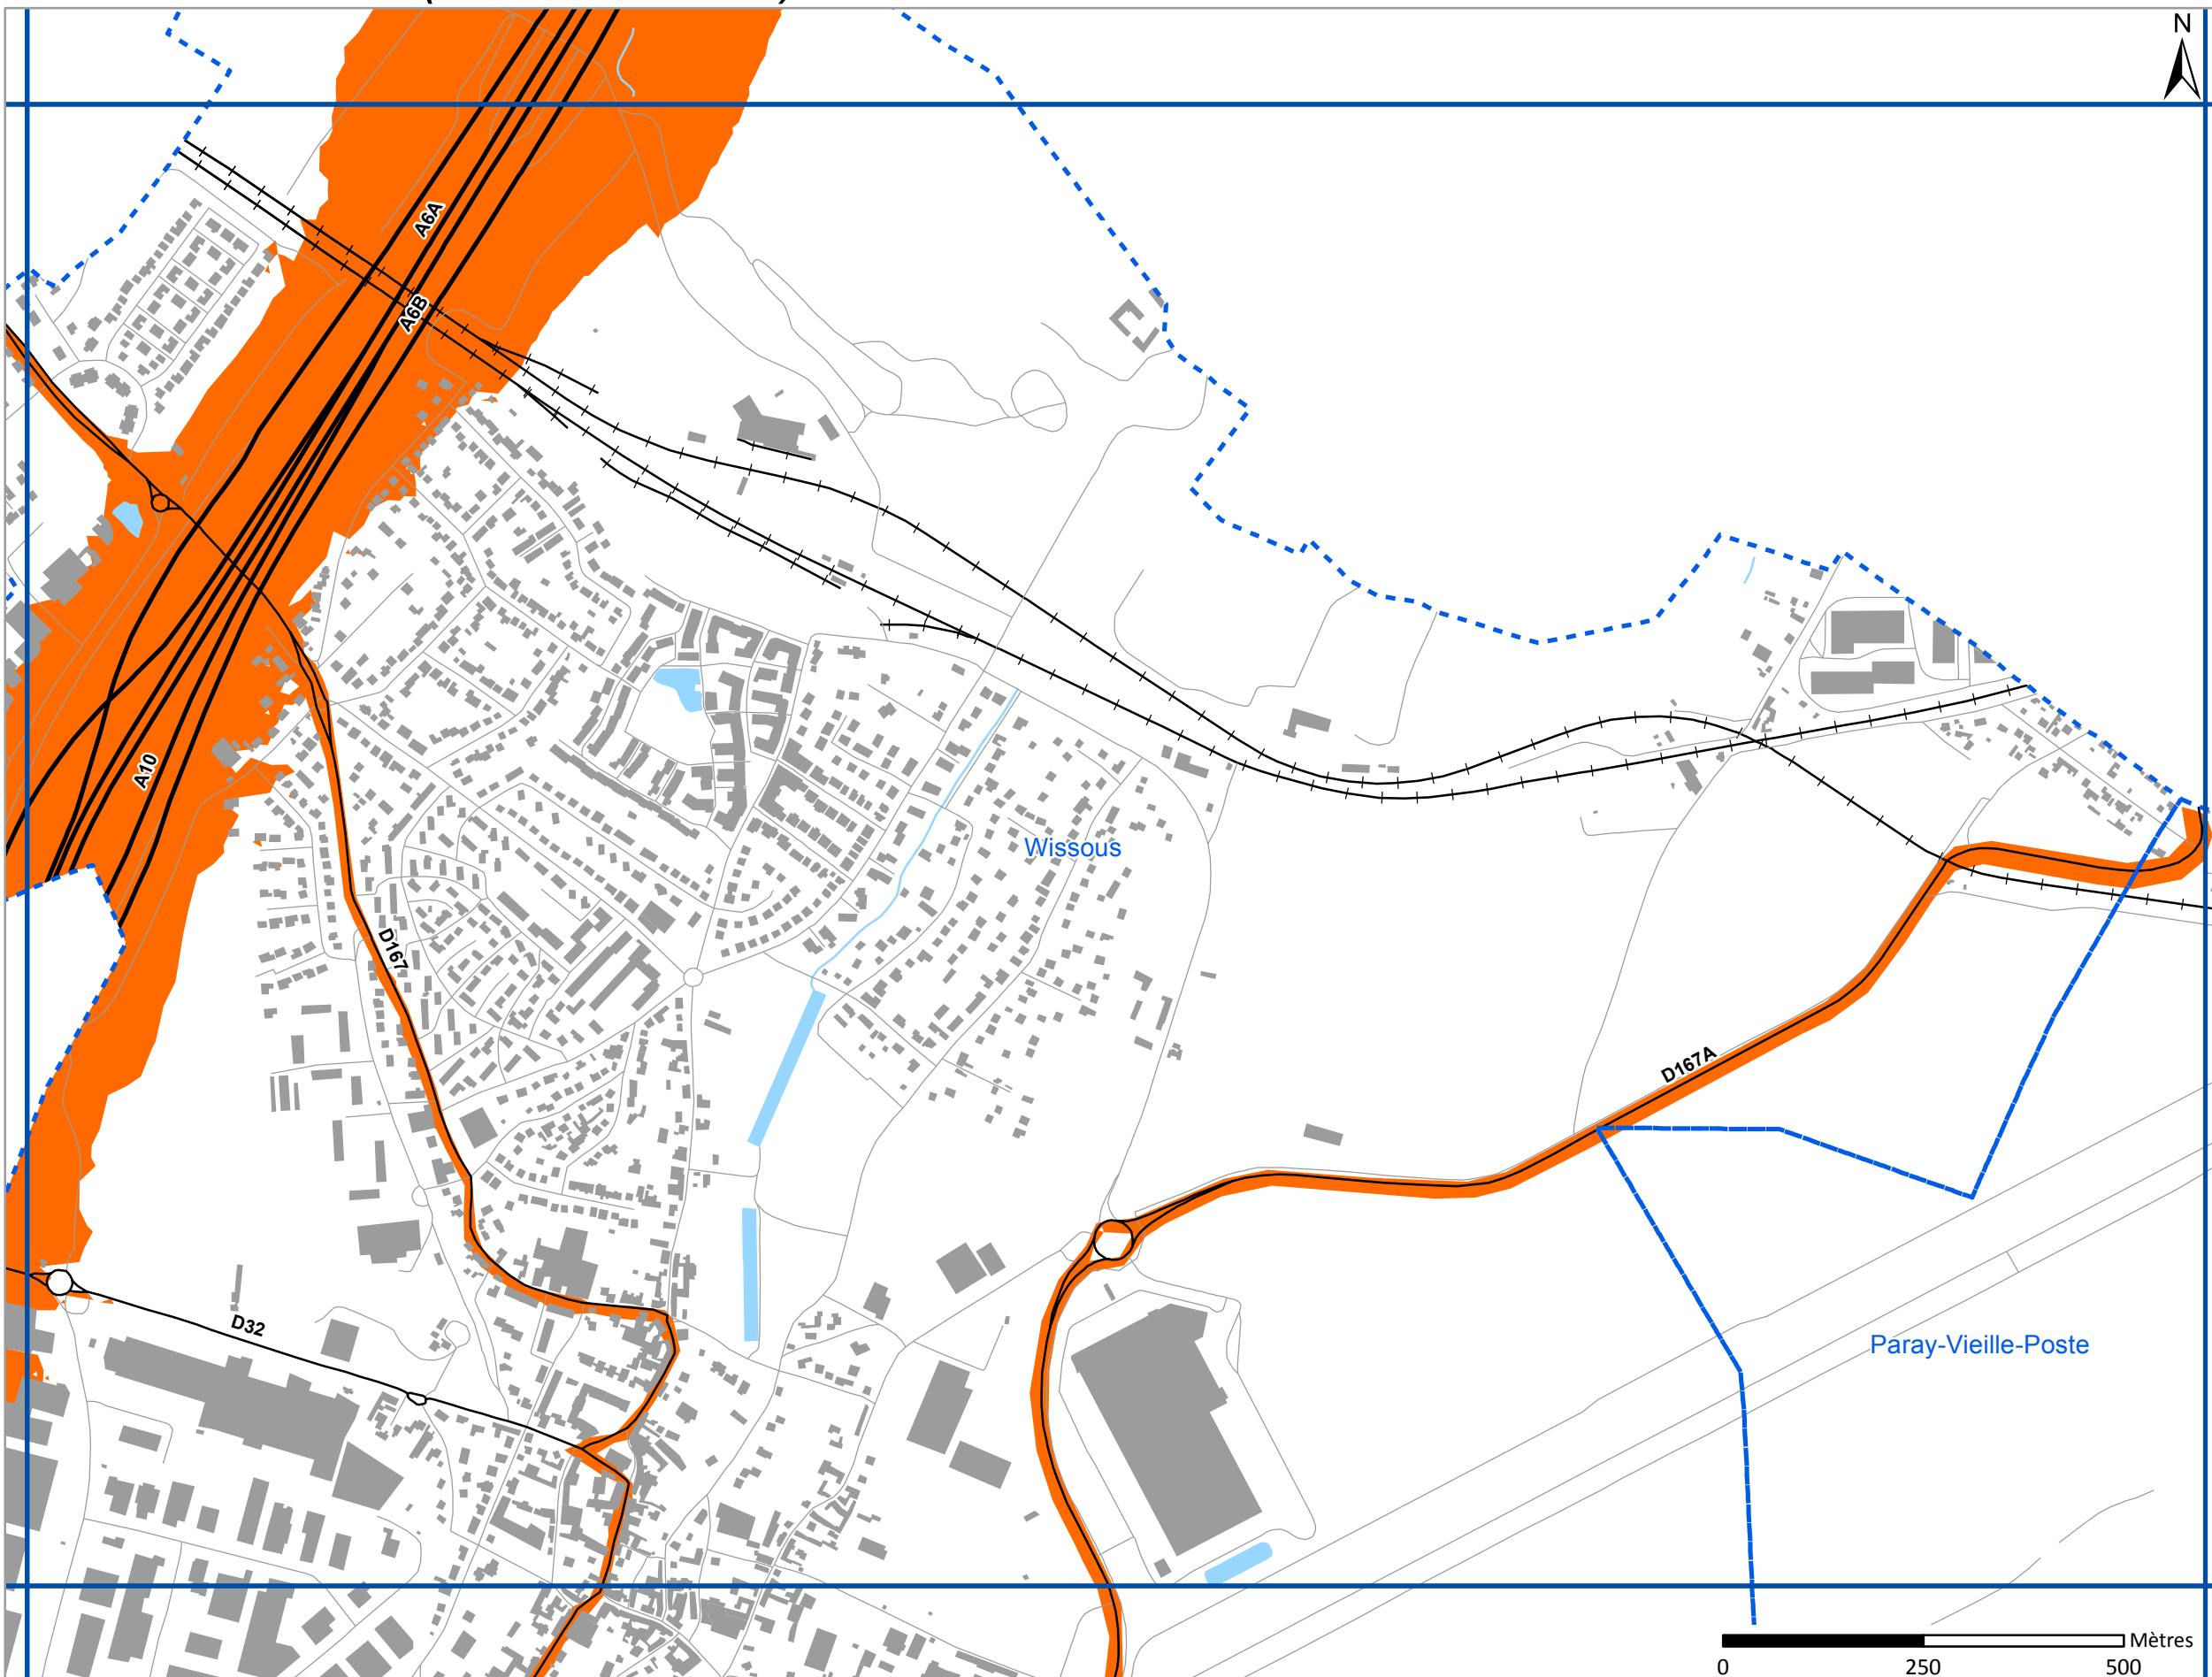 N
A6A
A6B
A10
Wissous
D167
D167A
D32
Paray-Vieille-Poste
Mètres
0 250 500